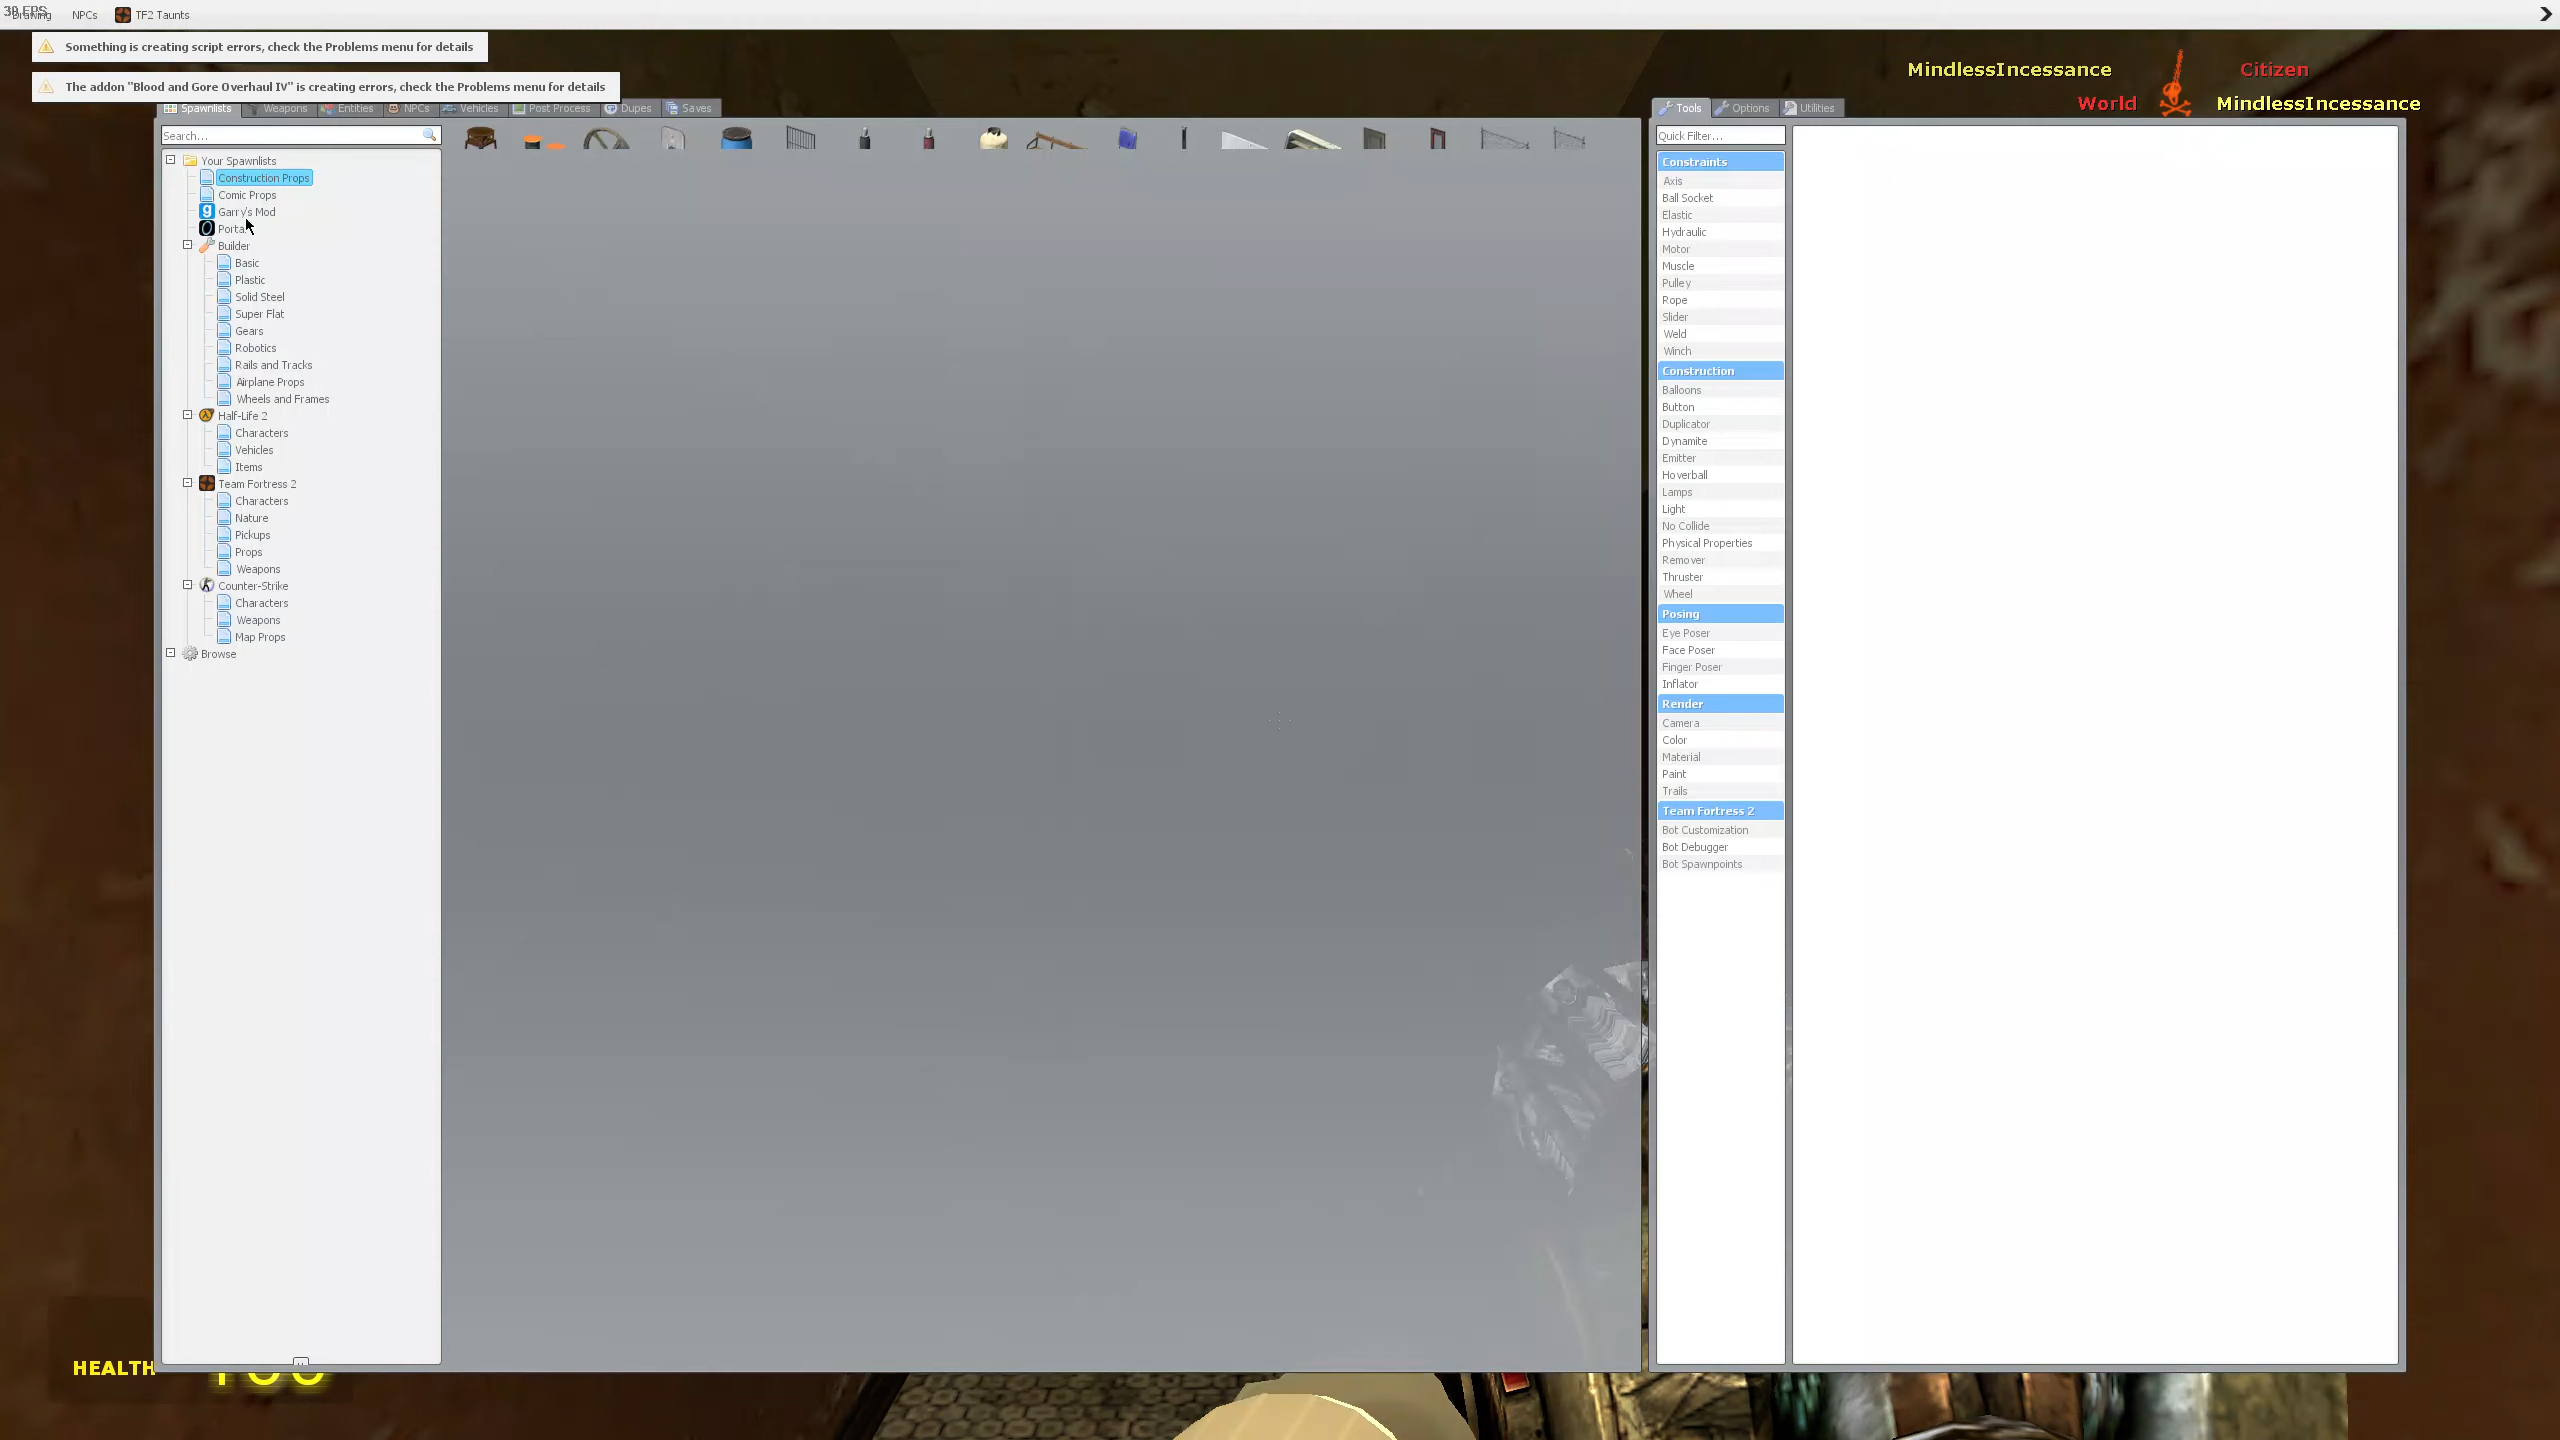 39 FPS
Drawing NPCs TF2 Taunts
Something is creating script errors, check the Problems menu for details
The addon "Blood and Gore Overhaul IV" is creating errors, check the Problems menu for details
MindlessIncessance Citizen
World MindlessIncessance
Spawnlists Weapons Entities NPCs Vehicles Post Process Dupes Saves
Search...
Your Spawnlists
Construction Props
Comic Props
Garry's Mod
Portal
Builder
Basic
Plastic
Solid Steel
Super Flat
Gears
Robotics
Rails and Tracks
Airplane Props
Wheels and Frames
Half-Life 2
Characters
Vehicles
Items
Team Fortress 2
Characters
Nature
Pickups
Props
Weapons
Counter-Strike
Characters
Weapons
Map Props
Browse
Tools Options Utilities
Quick Filter...
Constraints
Axis
Ball Socket
Elastic
Hydraulic
Motor
Muscle
Pulley
Rope
Slider
Weld
Winch
Construction
Balloons
Button
Duplicator
Dynamite
Emitter
Hoverball
Lamps
Light
No Collide
Physical Properties
Remover
Thruster
Wheel
Posing
Eye Poser
Face Poser
Finger Poser
Inflator
Render
Camera
Color
Material
Paint
Trails
Team Fortress 2
Bot Customization
Bot Debugger
Bot Spawnpoints
HEALTH